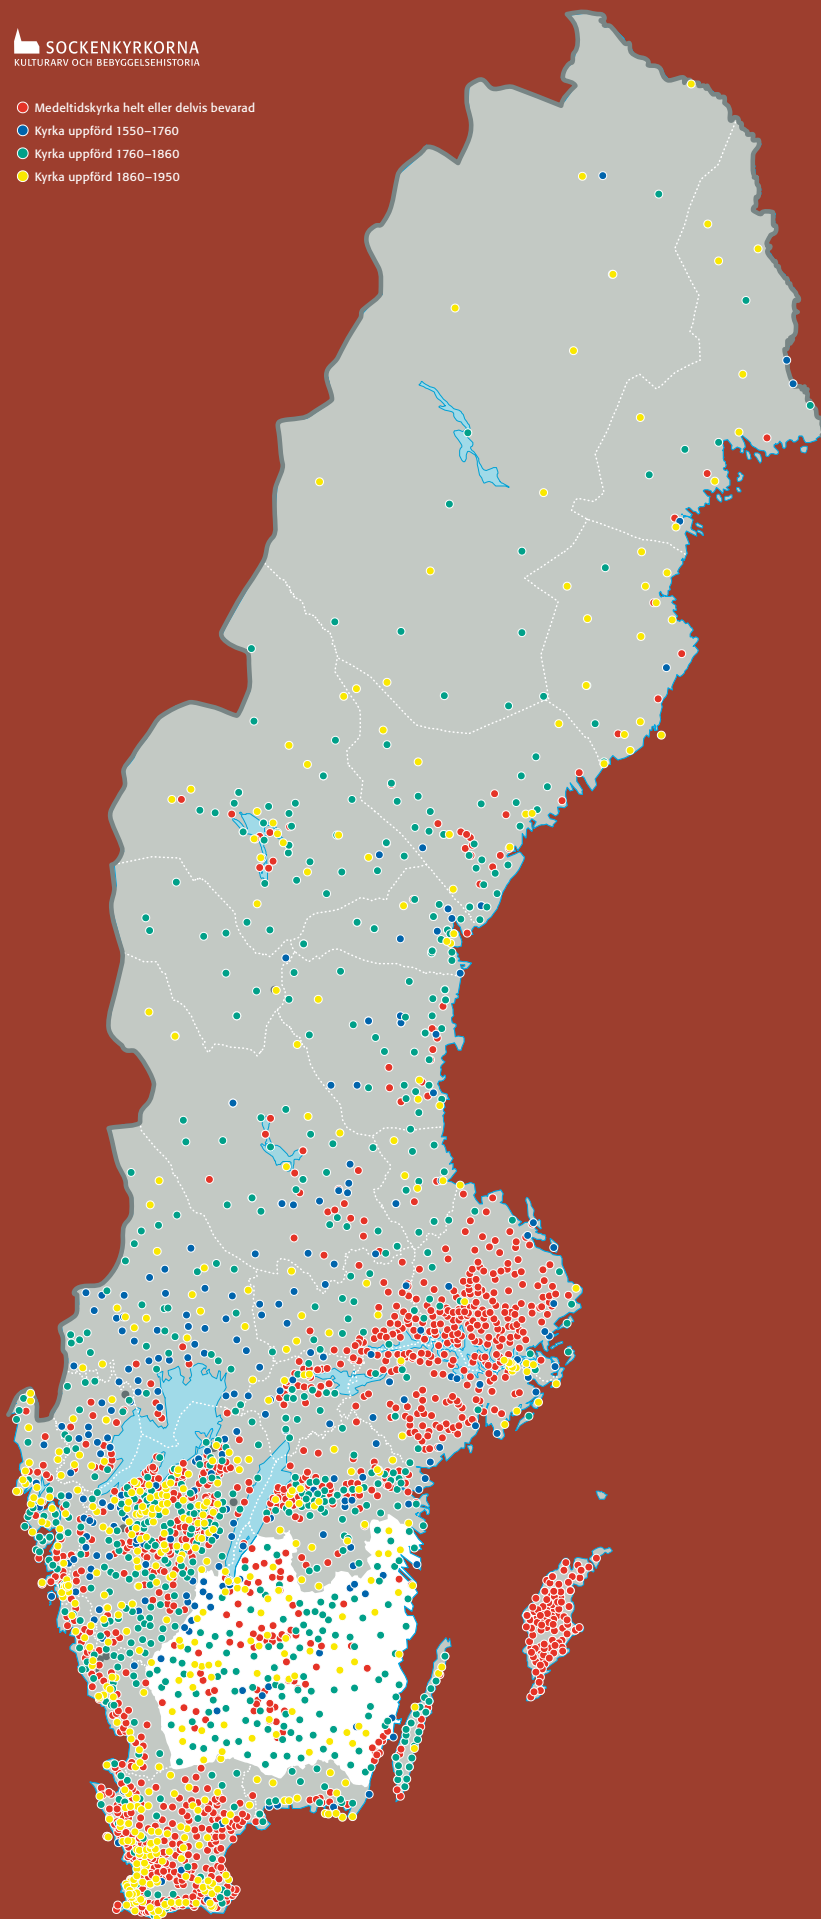 SOCKENKYRKORNA
KULTURARV OCH BEBYGGELSEHISTORIA
Medeltidskyrka helt eller delvis bevarad
Kyrka uppförd 1550–1760
Kyrka uppförd 1760–1860
Kyrka uppförd 1860–1950